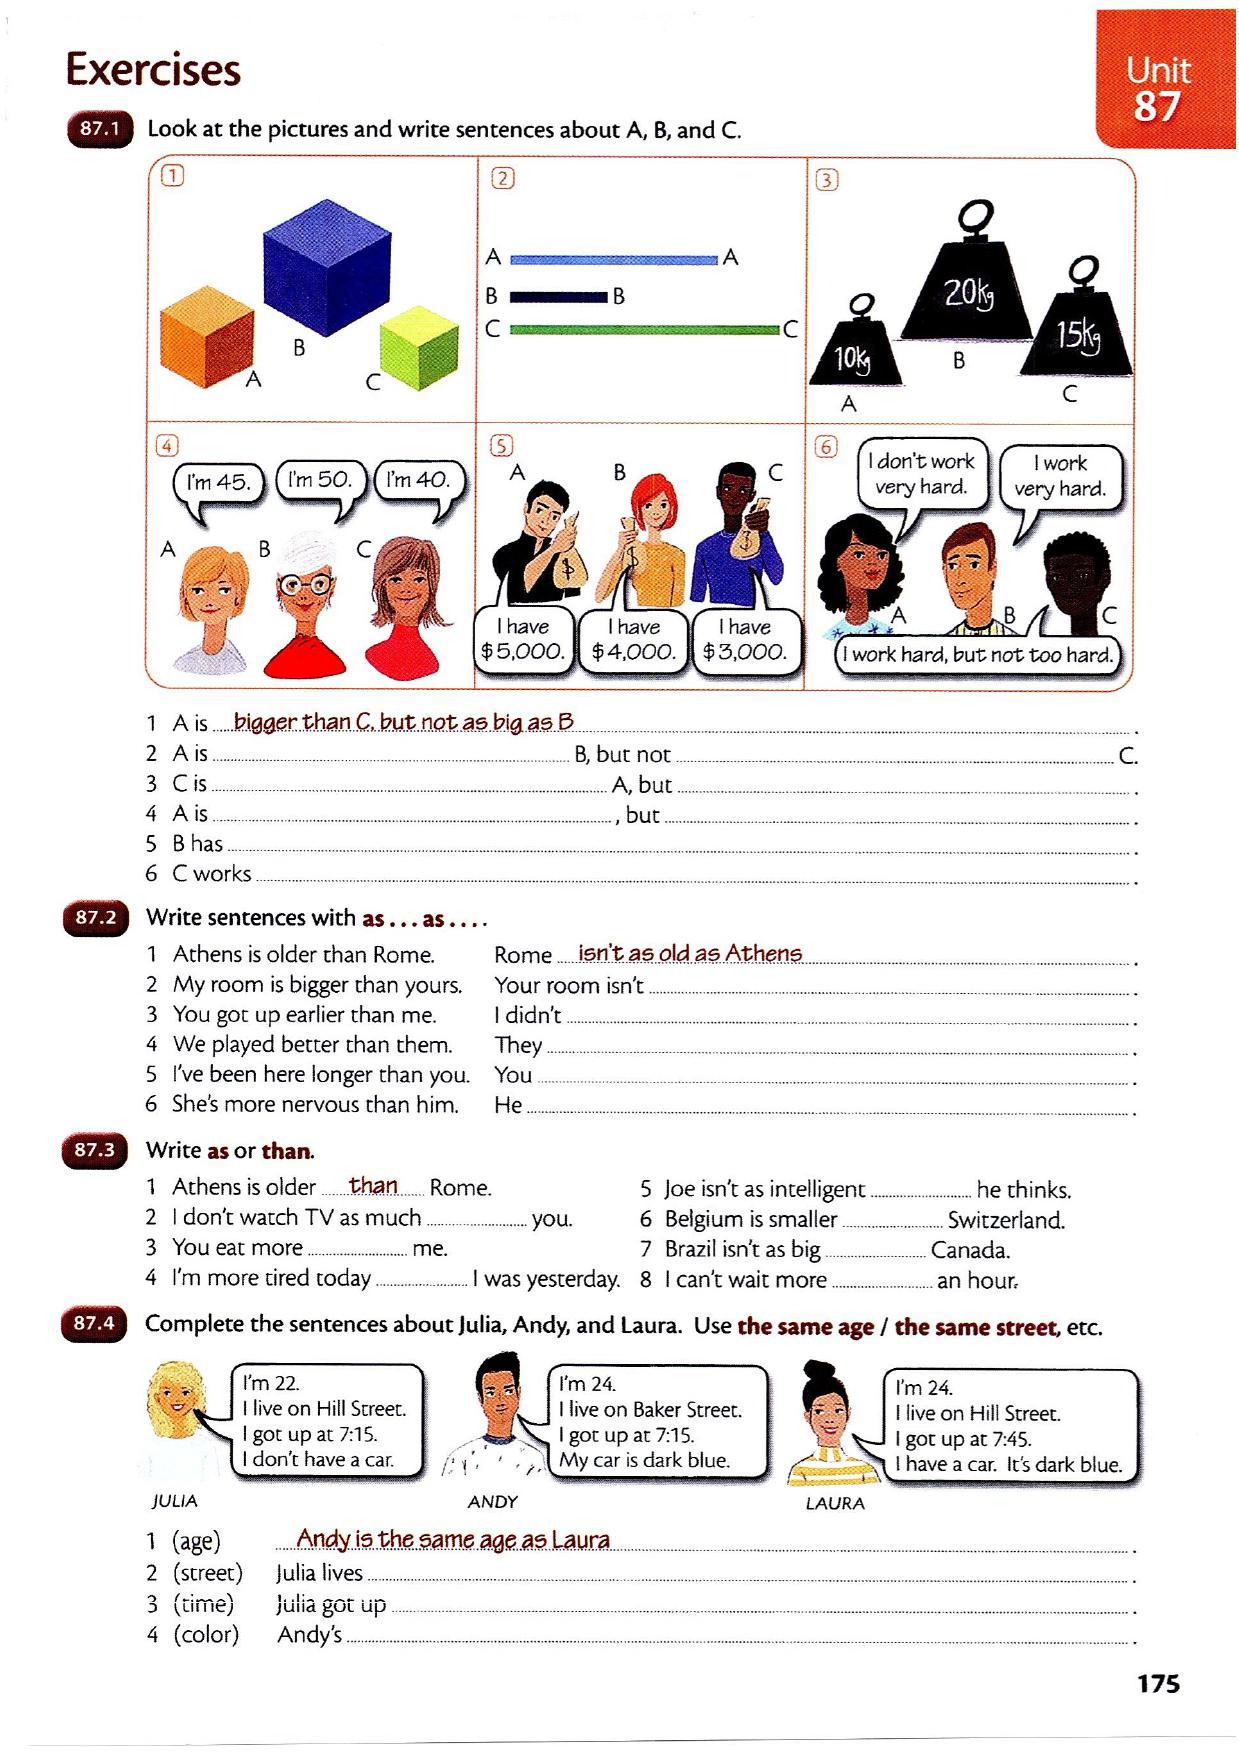 Exercises
Unit
87
87.1 Look at the pictures and write sentences about A, B, and C.
1
A
B
C
2
A A
B B
C C
3
10kg
20kg
15kg
A
B
C
4
I'm 45.
I'm 50.
I'm 40.
A
B
C
5
A
B
C
I have
$5,000.
I have
$4,000.
I have
$3,000.
6
I don't work
very hard.
I work
very hard.
A
B
C
I work hard, but not too hard.
1 A is bigger than C, but not as big as B .
2 A is B, but not C.
3 C is A, but .
4 A is , but .
5 B has .
6 C works .
87.2 Write sentences with as . . . as . . . .
1 Athens is older than Rome. Rome isn't as old as Athens .
2 My room is bigger than yours. Your room isn't .
3 You got up earlier than me. I didn't .
4 We played better than them. They .
5 I've been here longer than you. You .
6 She's more nervous than him. He .
87.3 Write as or than.
1 Athens is older than Rome.
2 I don't watch TV as much you.
3 You eat more me.
4 I'm more tired today I was yesterday.
5 Joe isn't as intelligent he thinks.
6 Belgium is smaller Switzerland.
7 Brazil isn't as big Canada.
8 I can't wait more an hour.
87.4 Complete the sentences about Julia, Andy, and Laura. Use the same age / the same street, etc.
I'm 22.
I live on Hill Street.
I got up at 7:15.
I don't have a car.
JULIA
I'm 24.
I live on Baker Street.
I got up at 7:15.
My car is dark blue.
ANDY
I'm 24.
I live on Hill Street.
I got up at 7:45.
I have a car. It's dark blue.
LAURA
1 (age) Andy is the same age as Laura .
2 (street) Julia lives .
3 (time) Julia got up .
4 (color) Andy's .
175